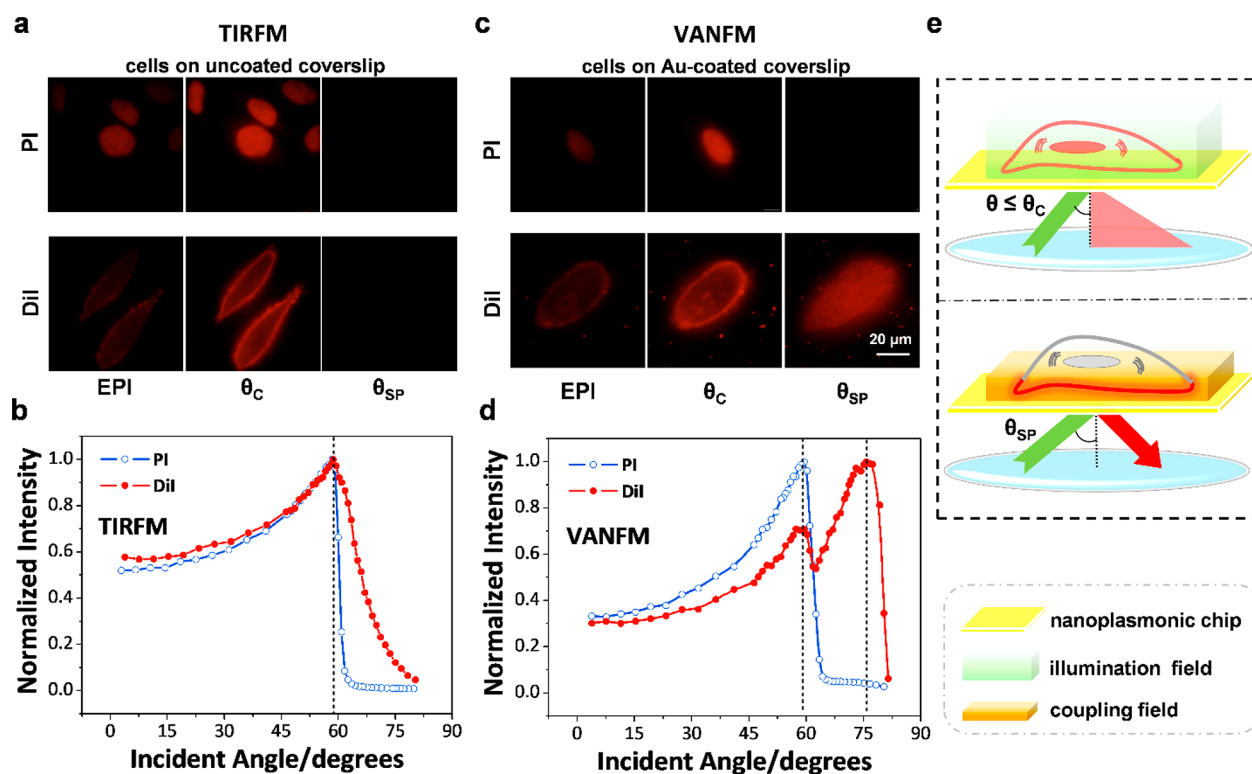 a
TIRFM
cells on uncoated coverslip
PI
DiI
EPI θC θSP
b
1.0
0.8
0.6
0.4
0.2
0.0
Normalized Intensity
PI
DiI
TIRFM
0 15 30 45 60 75 90
Incident Angle/degrees
c
VANFM
cells on Au-coated coverslip
PI
DiI
20 μm
EPI θC θSP
d
1.0
0.8
0.6
0.4
0.2
0.0
Normalized Intensity
PI
DiI
VANFM
0 15 30 45 60 75 90
Incident Angle/degrees
e
θ ≤ θC
θSP
nanoplasmonic chip
illumination field
coupling field